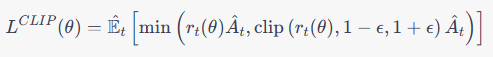 L^{CLIP}(θ) = Ê_t [ min ( r_t(θ)Â_t, clip (r_t(θ), 1 − ϵ, 1 + ϵ) Â_t ) ]